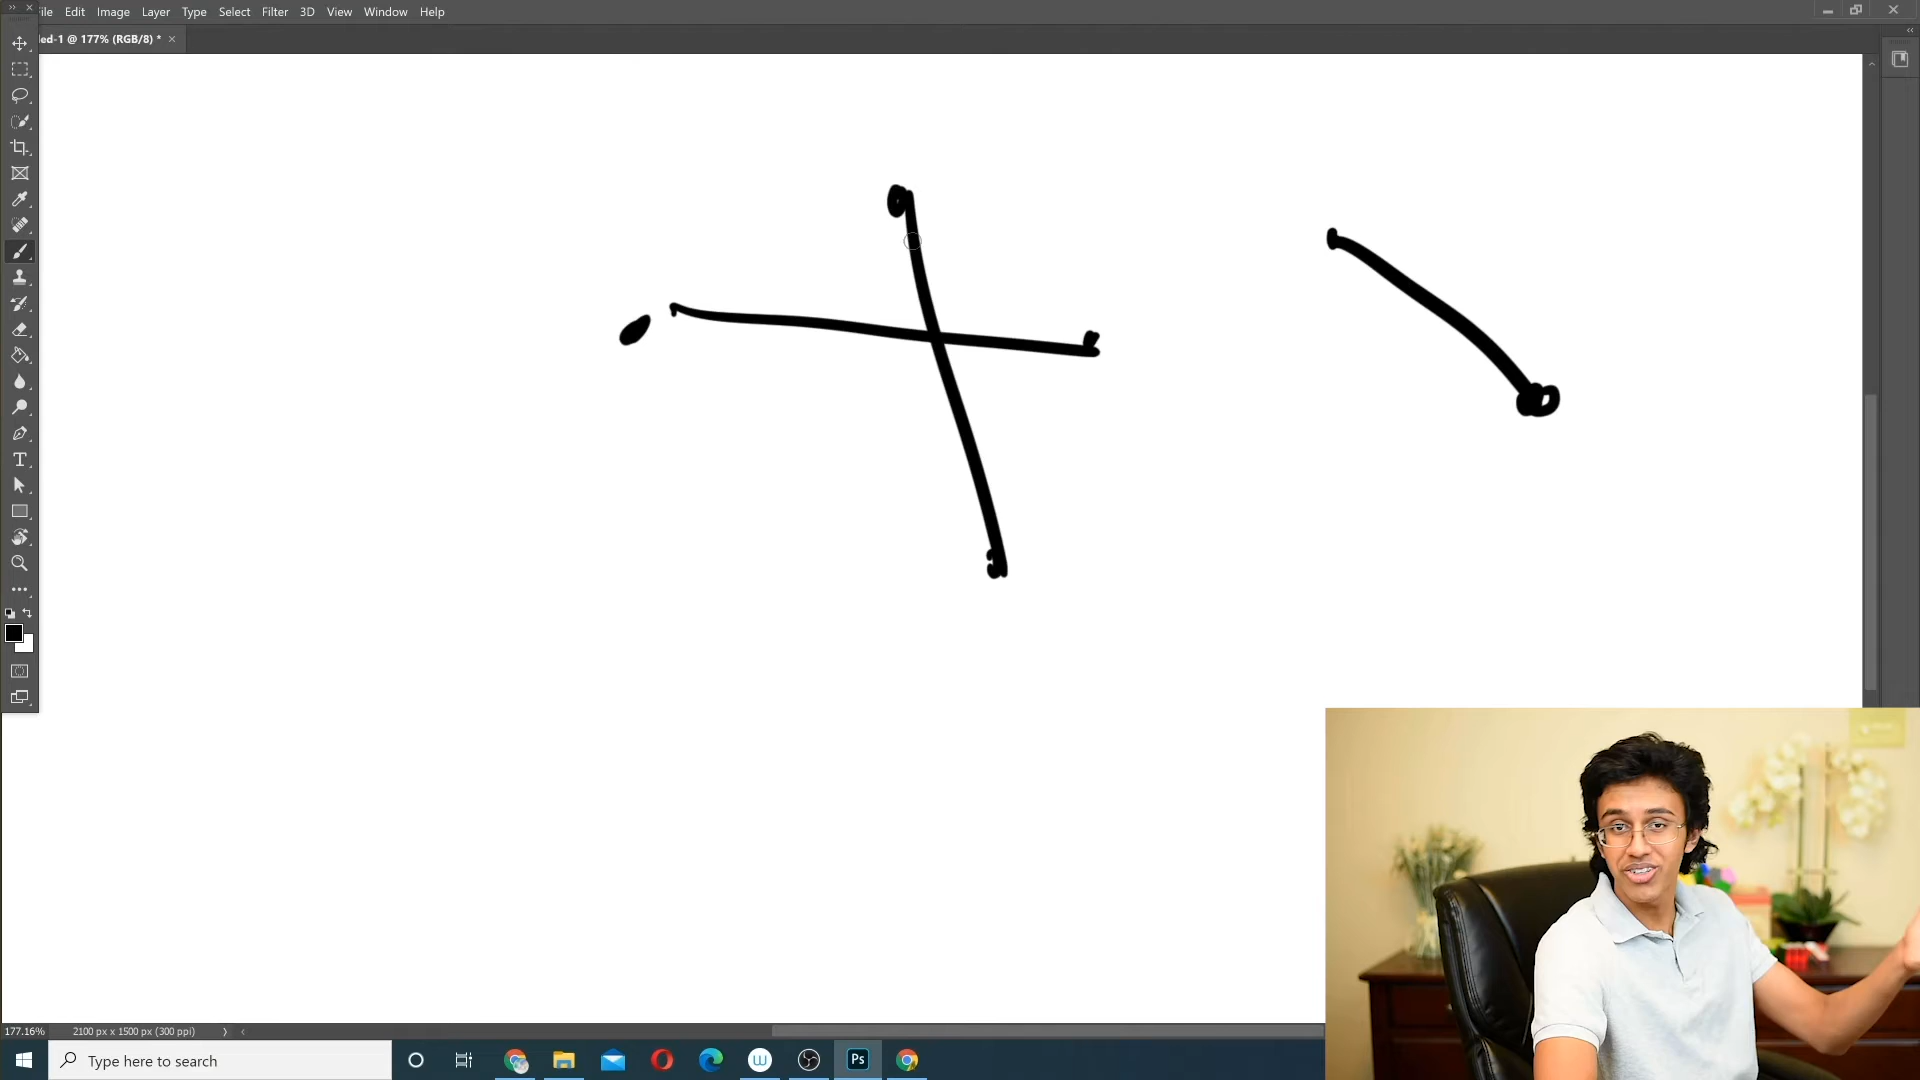 ile Edit Image Layer Type Select Filter 3D View Window Help
led-1 @ 177% (RGB/8) *
T
177.16% 2100 px x 1500 px (300 ppi)
Type here to search
W
Ps